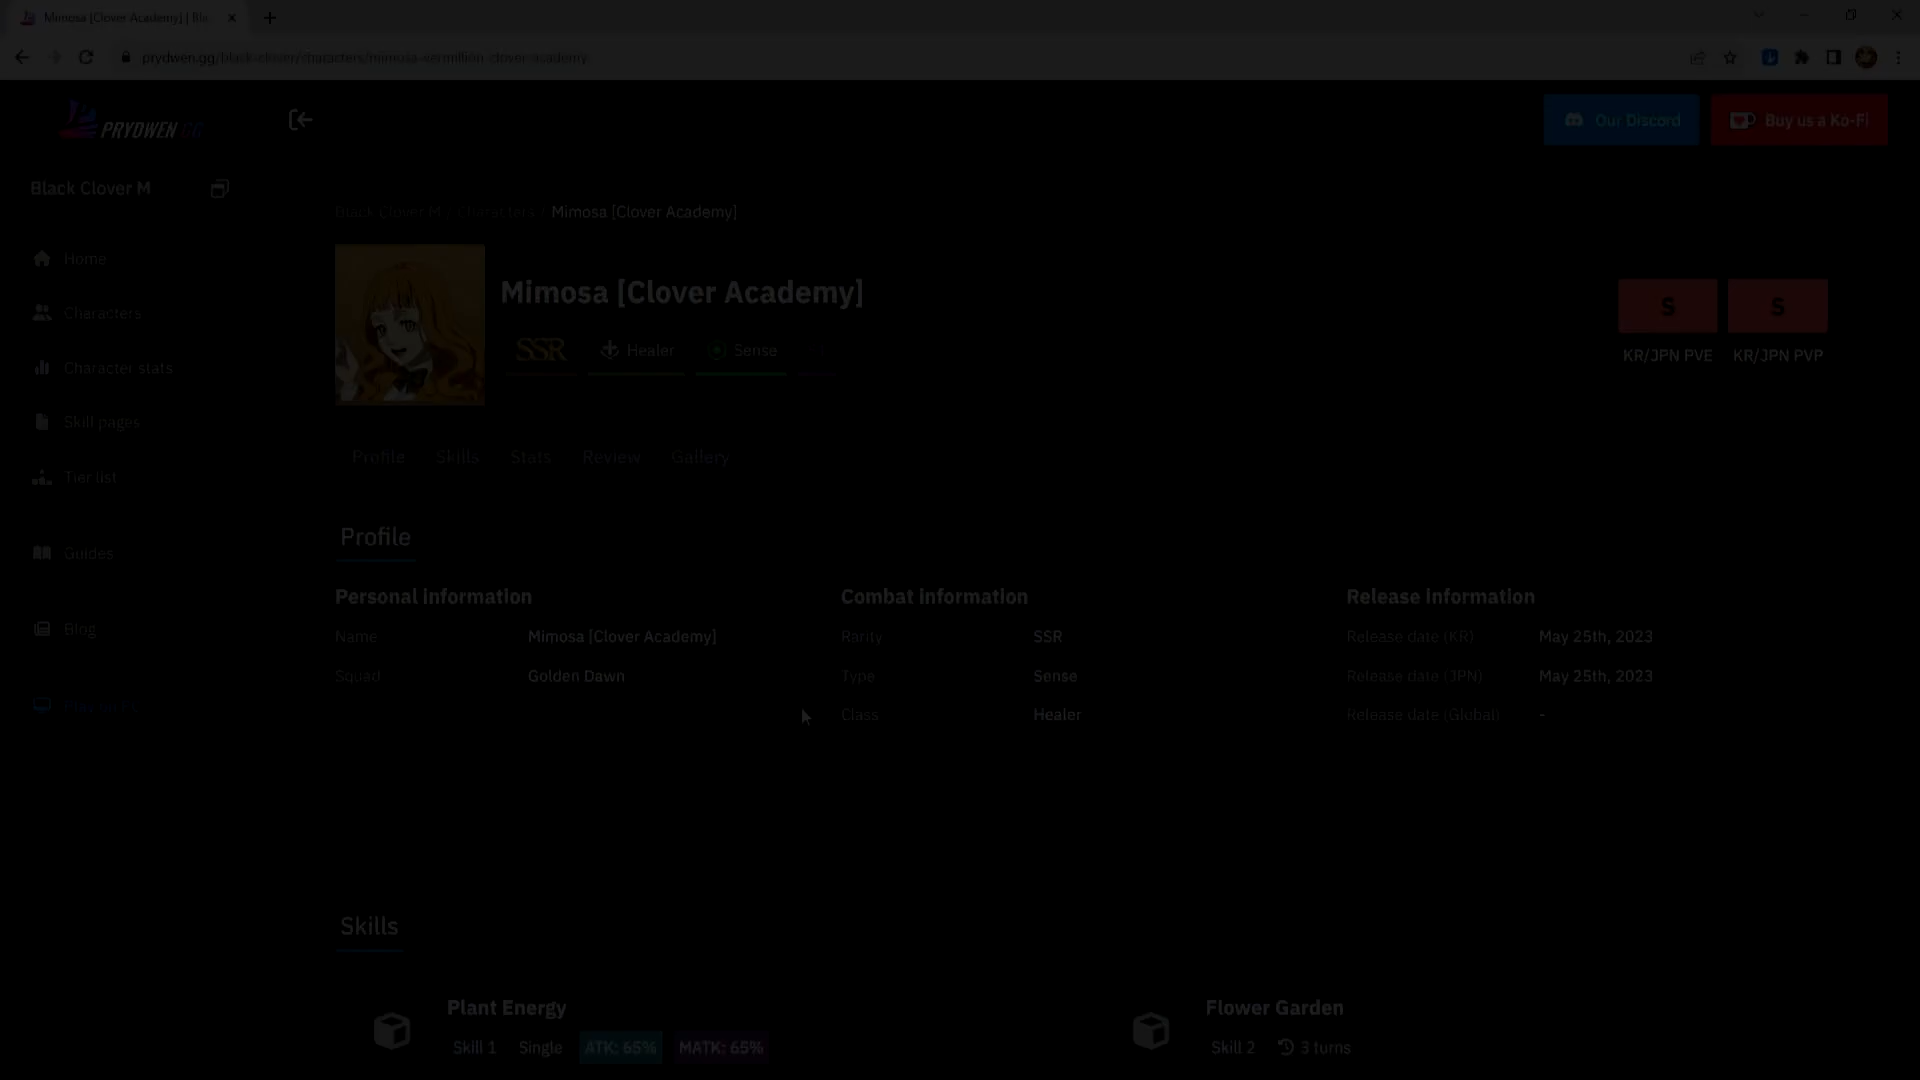 Mimosa [Clover Academy] | Bla
prydwen.gg/black-clover/characters/mimosa-vermillion-clover-academy
PRYDWEN.GG
Our Discord
Buy us a Ko-Fi
Black Clover M
Home
Characters
Character stats
Skill pages
Tier list
Guides
Blog
Play on PC
Black Clover M / Characters / Mimosa [Clover Academy]
Mimosa [Clover Academy]
SSR
Healer
Sense
S
S
KR/JPN PVE
KR/JPN PVP
Profile
Skills
Stats
Review
Gallery
Profile
Personal information
Name
Mimosa [Clover Academy]
Squad
Golden Dawn
Combat information
Rarity
SSR
Type
Sense
Class
Healer
Release information
Release date (KR)
May 25th, 2023
Release date (JPN)
May 25th, 2023
Release date (Global)
-
Skills
Plant Energy
Skill 1
Single
ATK: 65%
MATK: 65%
Flower Garden
Skill 2
3 turns